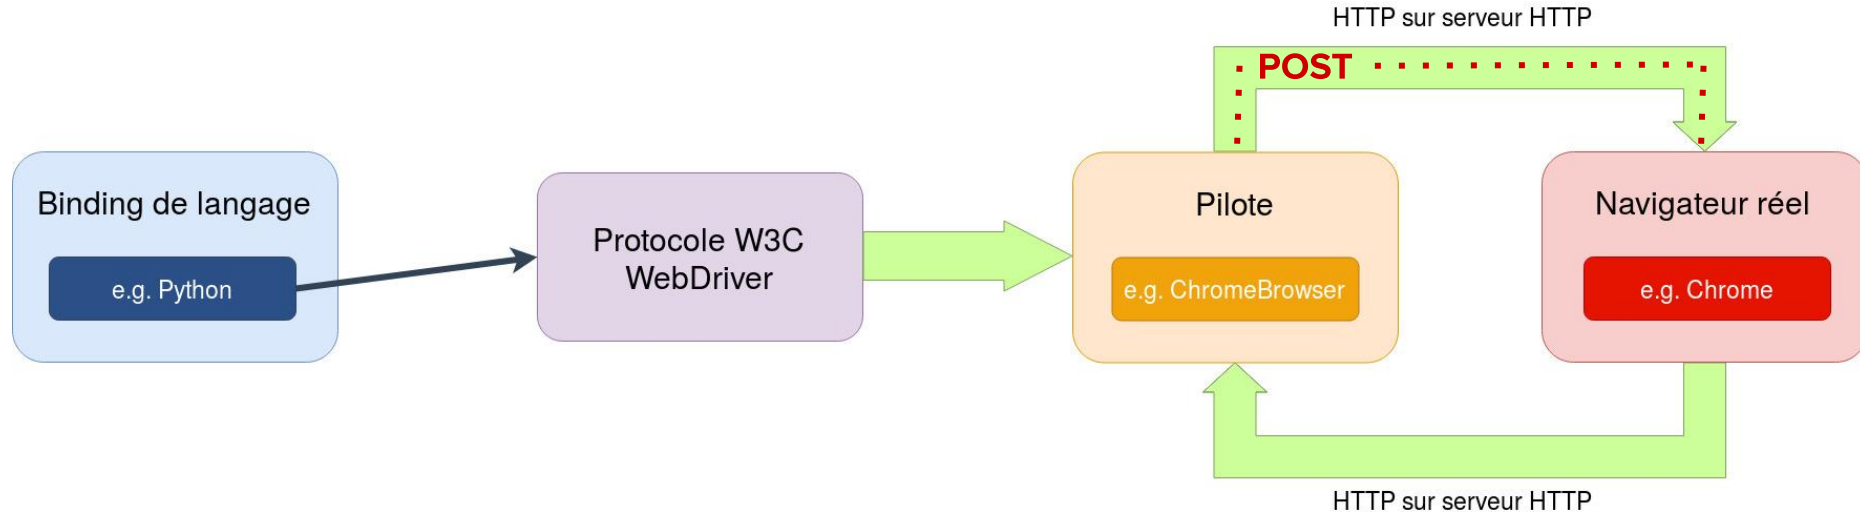 HTTP sur serveur HTTP
POST
Binding de langage
e.g. Python
Protocole W3C
WebDriver
Pilote
e.g. ChromeBrowser
Navigateur réel
e.g. Chrome
HTTP sur serveur HTTP